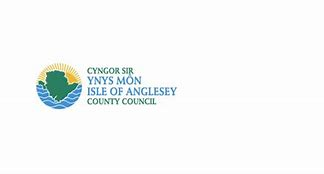 CYNGOR SIR
YNYS MÔN
ISLE OF ANGLESEY
COUNTY COUNCIL